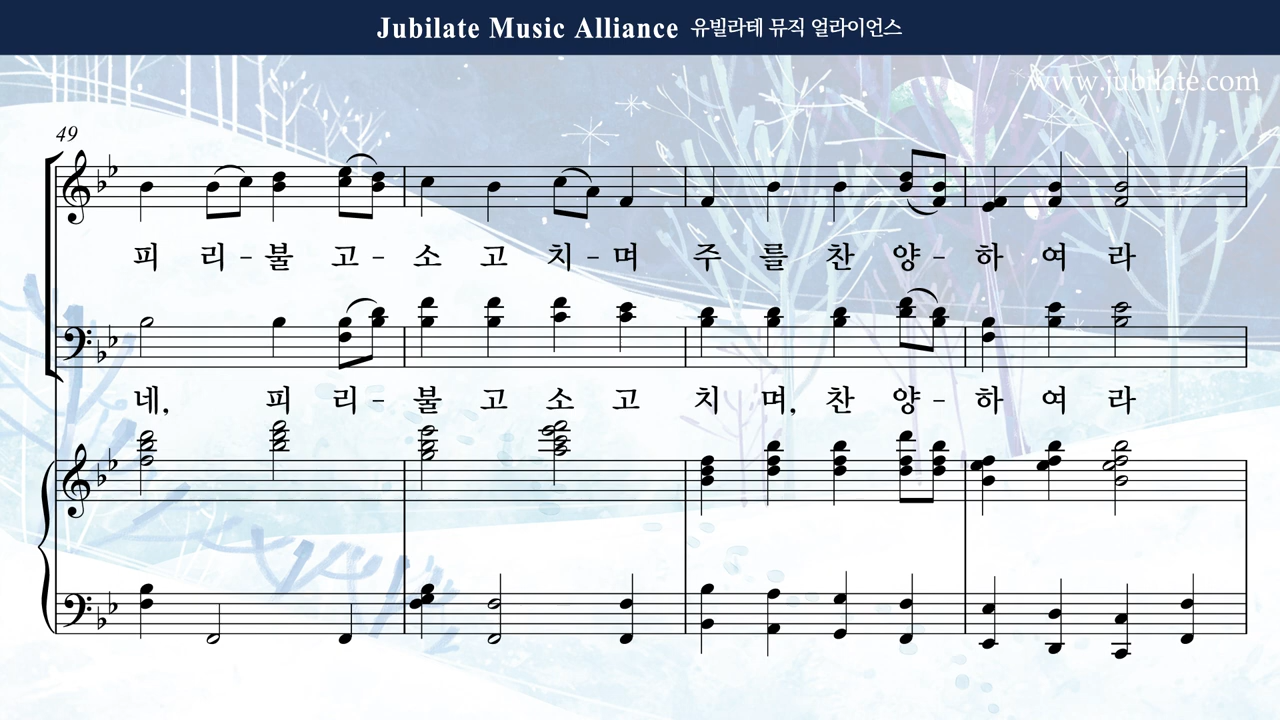 Jubilate Music Alliance 유빌라테 뮤직 얼라이언스
www.jubilate.com
49
피 리 - 불 고 - 소 고 치 - 며 주 를 찬 양 - 하 여 라
네, 피 리 - 불 고 소 고 치 며, 찬 양 - 하 여 라